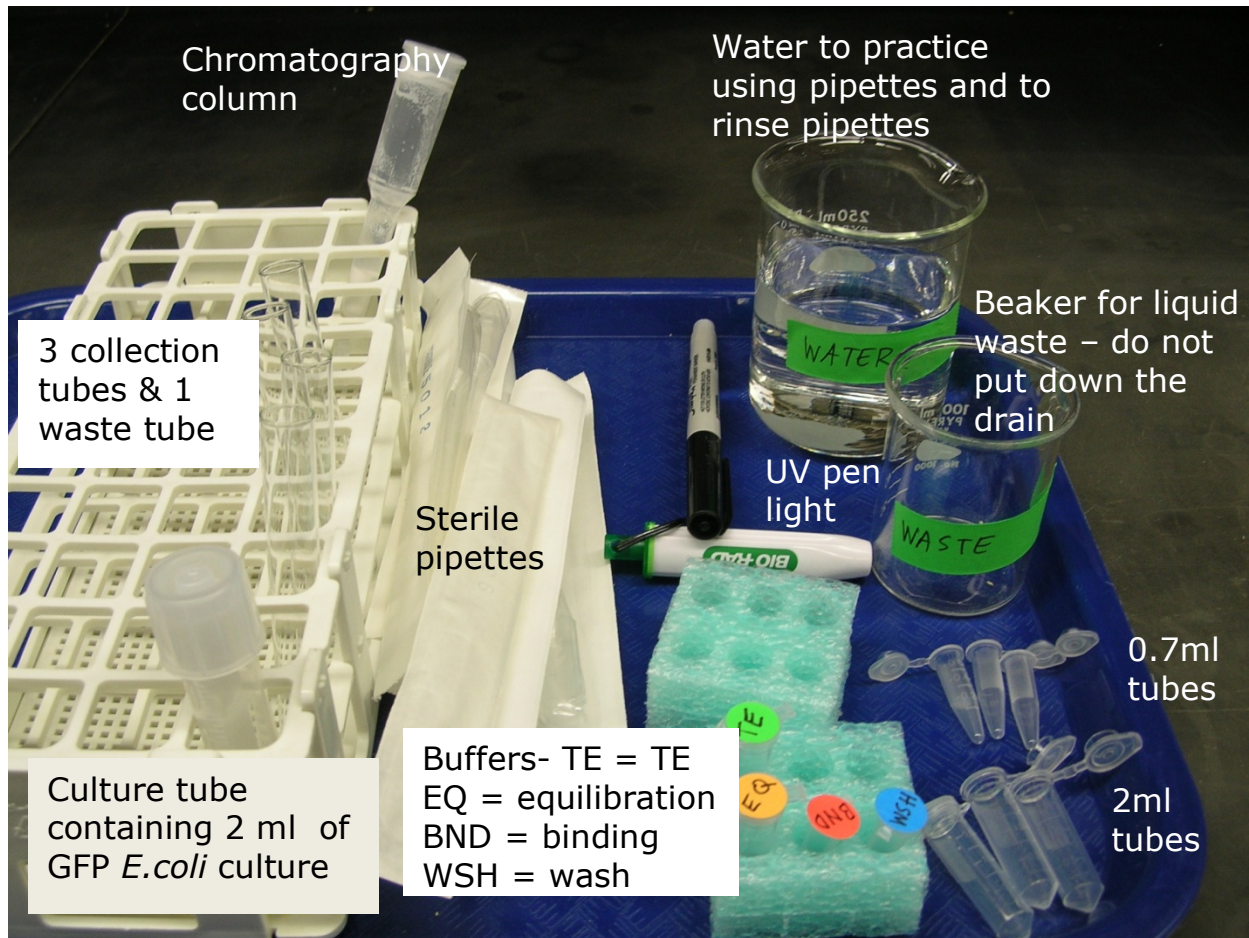 Chromatography
column
Water to practice
using pipettes and to
rinse pipettes
3 collection
tubes & 1
waste tube
250ml
WATER
Beaker for liquid
waste – do not
put down the
drain
100
UV pen
light
WASTE
Sterile
pipettes
BIO-RAD
0.7ml
tubes
TE
EQ
BND
WSH
Buffers- TE = TE
EQ = equilibration
BND = binding
WSH = wash
Culture tube
containing 2 ml of
GFP E.coli culture
2ml
tubes